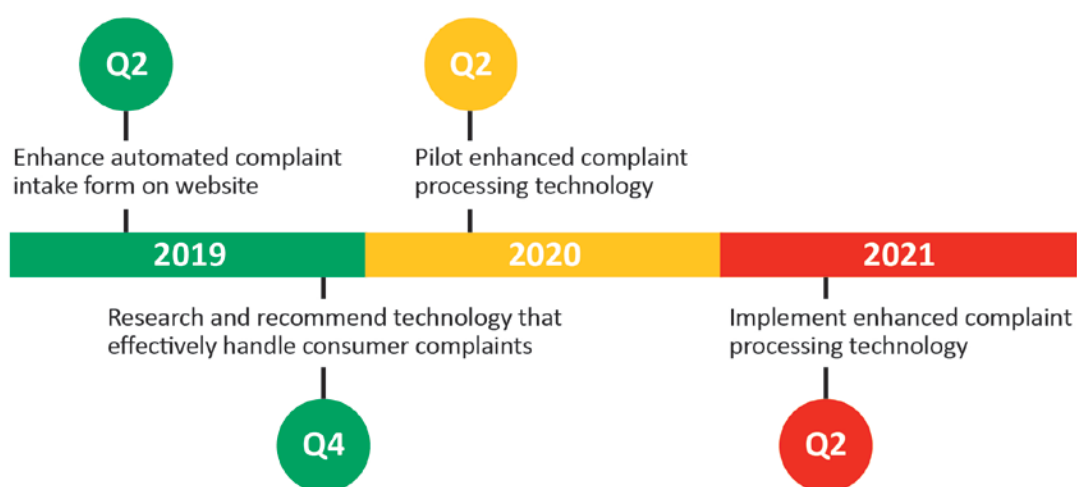 Q2
Q2
Enhance automated complaint
intake form on website
Pilot enhanced complaint
processing technology
2019
2020
2021
Research and recommend technology that
effectively handle consumer complaints
Implement enhanced complaint
processing technology
Q4
Q2